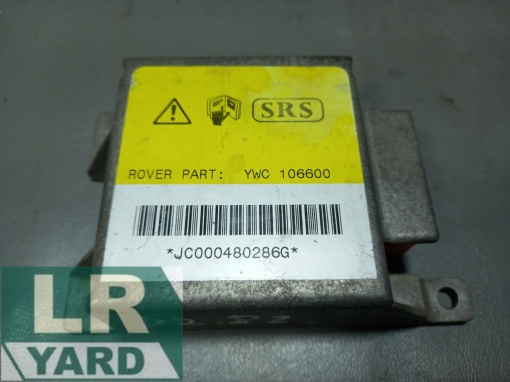 SRS
ROVER PART: YWC 106600
*JC000480286G*
LR
YARD